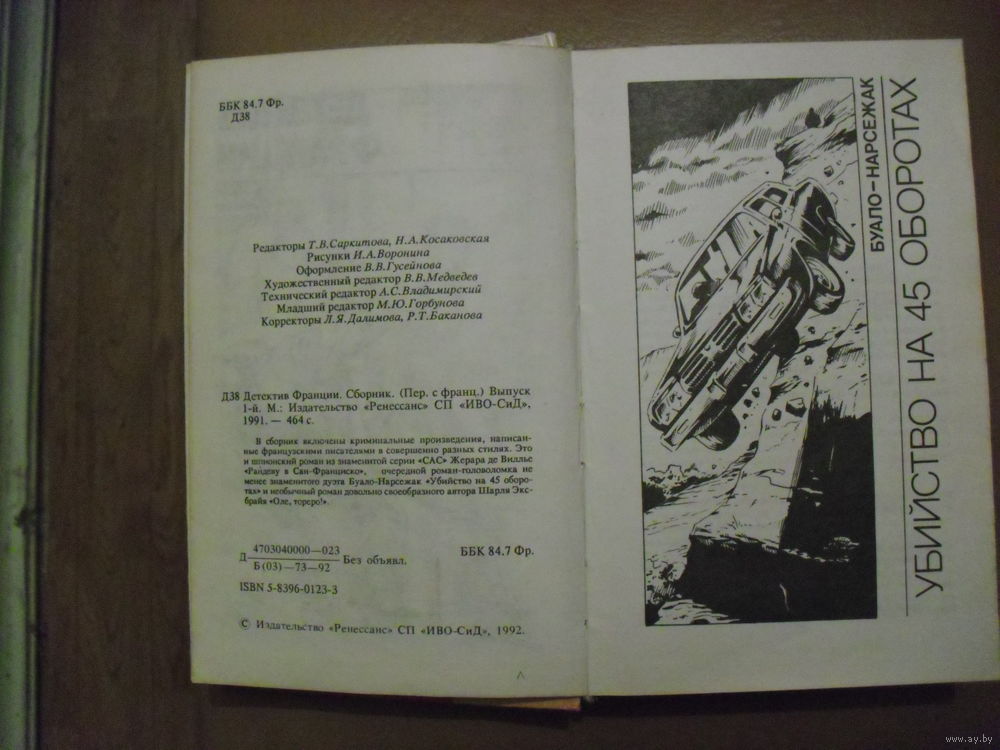 ББК 84.7 Фр.
Д38
Редакторы Т.В.Саркитова, Н.А.Косаковская
Рисунки И.А.Воронина
Оформление В.В.Гусейнова
Художественный редактор В.В.Медведев
Технический редактор А.С.Владимирский
Младший редактор М.Ю.Горбунова
Корректоры Л.Я.Далимова, Р.Т.Баканова
Д38 Детектив Франции. Сборник. (Пер. с франц.) Выпуск
1-й. М.: Издательство «Ренессанс» СП «ИВО-СиД»,
1991. — 464 с.
В сборник включены криминальные произведения, написан-
ные французскими писателями в совершенно разных стилях. Это
и шпионский роман из знаменитой серии «САС» Жерара де Виллье
«Рандеву в Сан-Франциско», очередной роман-головоломка не
менее знаменитого дуэта Буало-Нарсежак «Убийство на 45 оборо-
тах» и необычный роман довольно своеобразного автора Шарля Экс-
брайя «Оле, тореро!».
Д 4703040000—023
Б (03)—73—92 Без объявл.
ББК 84.7 Фр.
ISBN 5-8396-0123-3
© Издательство «Ренессанс» СП «ИВО-СиД», 1992.
БУАЛО–НАРСЕЖАК
УБИЙСТВО НА 45 ОБОРОТАХ
www.ay.by